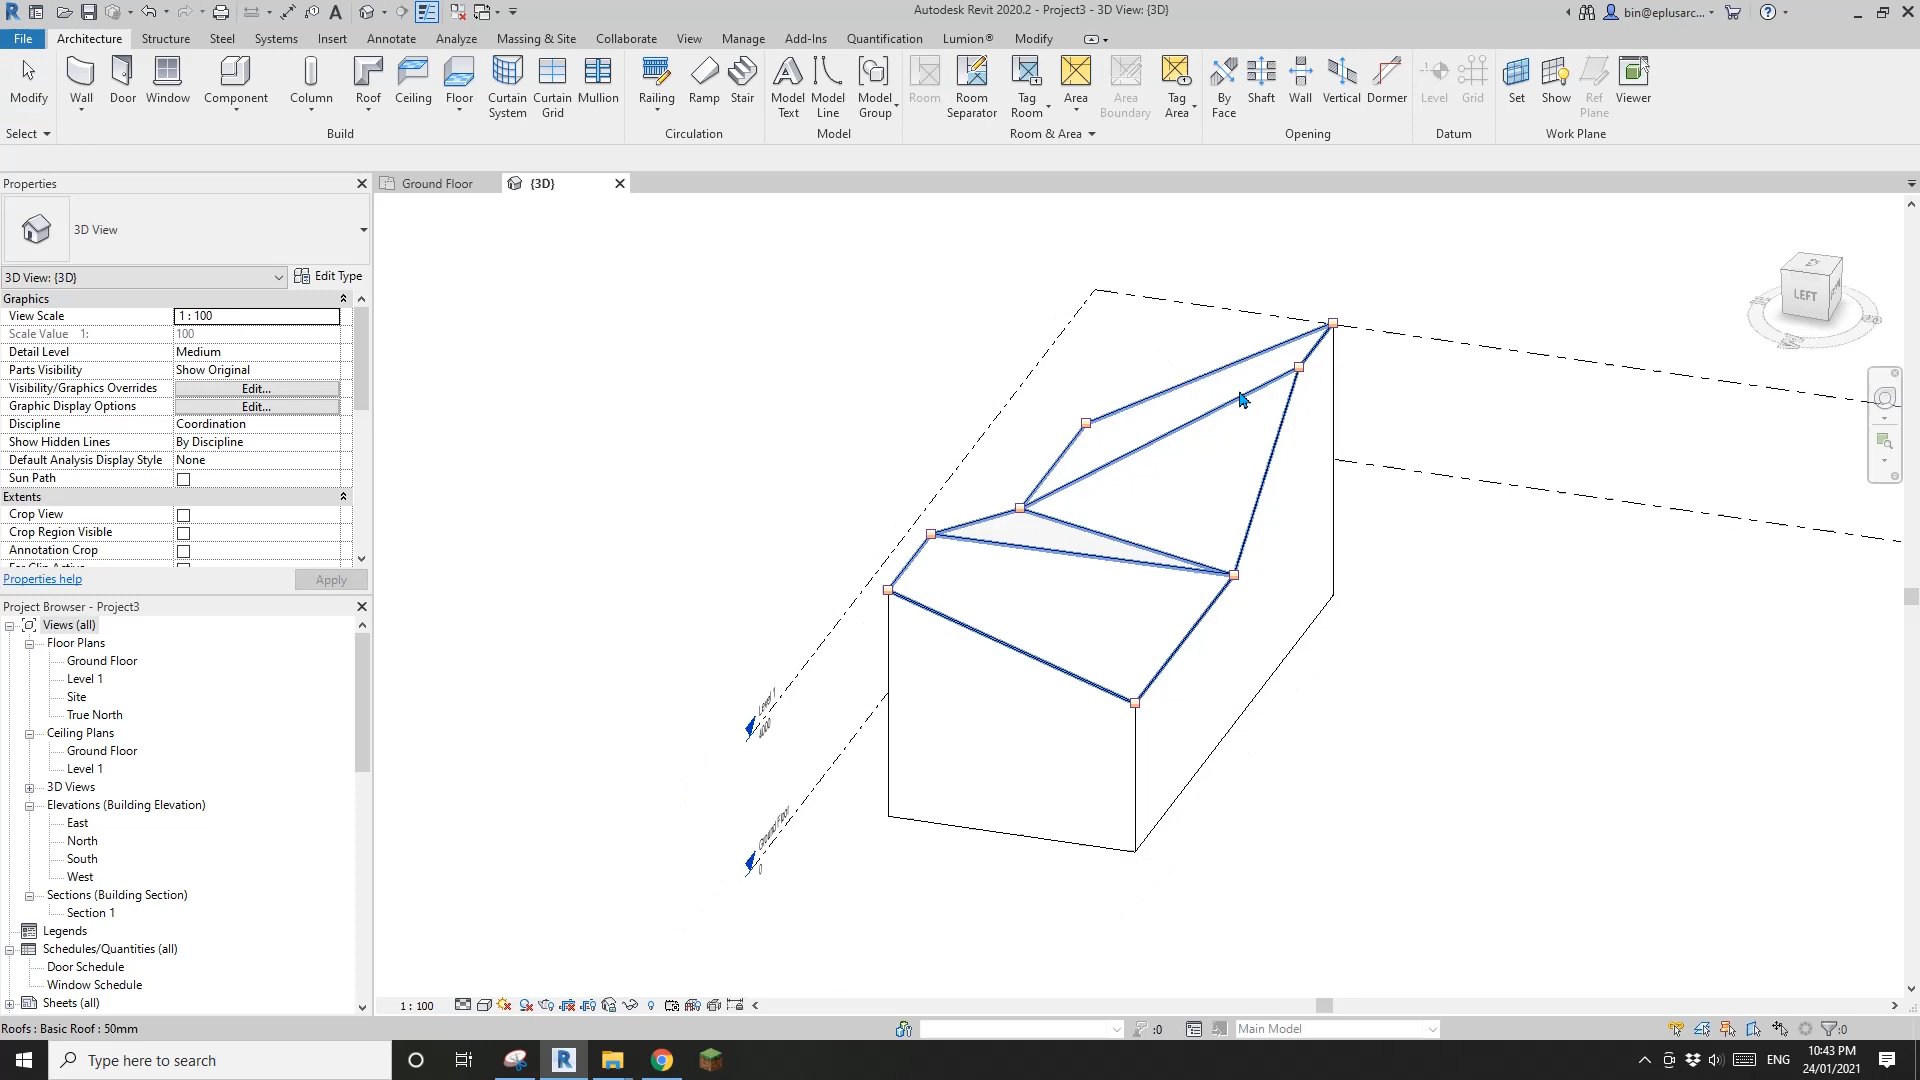 Autodesk Revit 2020.2 - Project3 - 3D View: {3D}
bin@eplusarc...
File Architecture Structure Steel Systems Insert Annotate Analyze Massing & Site Collaborate View Manage Add-Ins Quantification Lumion® Modify
Modify Wall Door Window Component Column Roof Ceiling Floor Curtain System Curtain Grid Mullion Railing Ramp Stair Model Text Model Line Model Group Room Room Separator Tag Room Area Area Boundary Tag Area By Face Shaft Wall Vertical Dormer Level Grid Set Show Ref Plane Viewer
Select Build Circulation Model Room & Area Opening Datum Work Plane
Properties
Ground Floor
{3D}
3D View
3D View: {3D}
Edit Type
Graphics
View Scale 1 : 100
Scale Value 1: 100
Detail Level Medium
Parts Visibility Show Original
Visibility/Graphics Overrides Edit...
Graphic Display Options Edit...
Discipline Coordination
Show Hidden Lines By Discipline
Default Analysis Display Style None
Sun Path
Extents
Crop View
Crop Region Visible
Annotation Crop
Properties help
Apply
Project Browser - Project3
Views (all)
Floor Plans
Ground Floor
Level 1
Site
True North
Ceiling Plans
Ground Floor
Level 1
3D Views
Elevations (Building Elevation)
East
North
South
West
Sections (Building Section)
Section 1
Legends
Schedules/Quantities (all)
Door Schedule
Window Schedule
Sheets (all)
LEFT
Level 1
4000
Ground Floor
0
1 : 100
Roofs : Basic Roof : 50mm
:0
Main Model
:0
Type here to search
ENG
10:43 PM
24/01/2021